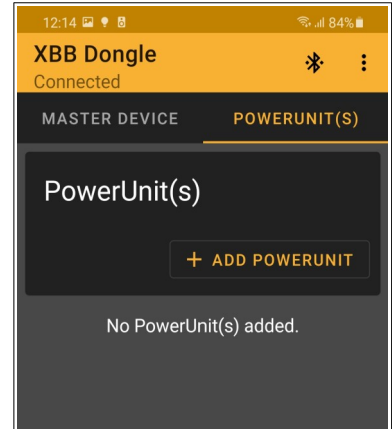 12:14 84%
XBB Dongle
Connected
MASTER DEVICE POWERUNIT(S)
PowerUnit(s)
+ ADD POWERUNIT
No PowerUnit(s) added.